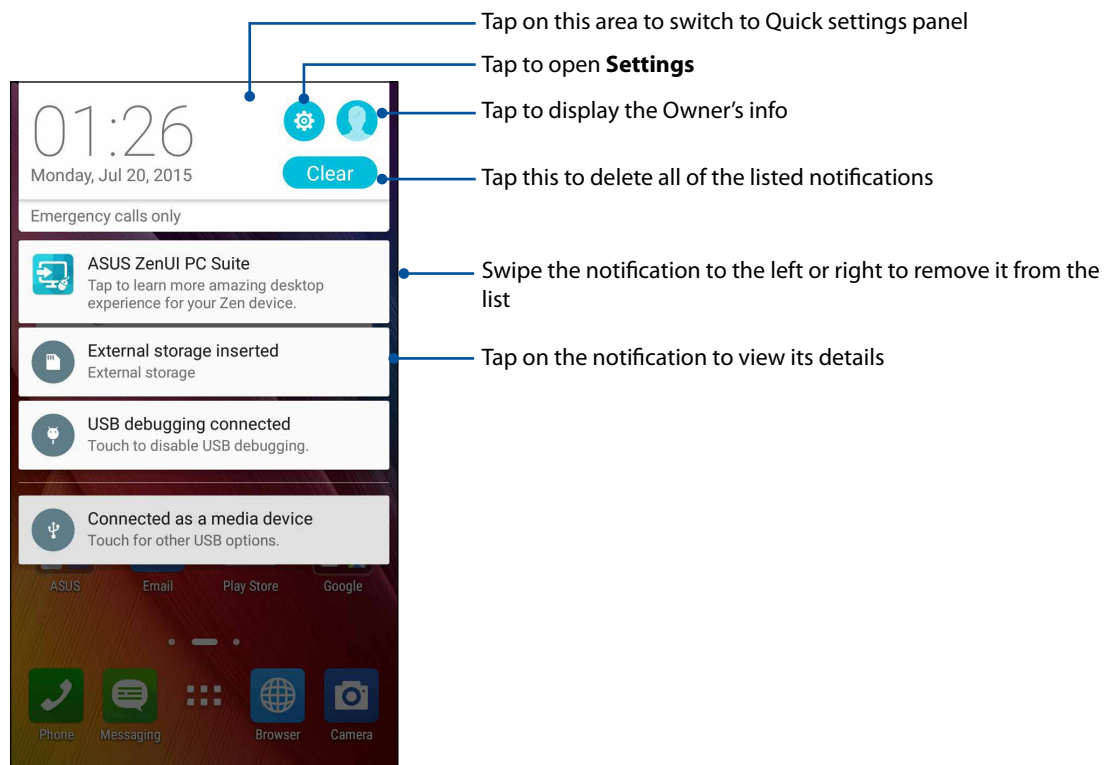 Tap on this area to switch to Quick settings panel
Tap to open Settings
Tap to display the Owner's info
Tap this to delete all of the listed notifications
Swipe the notification to the left or right to remove it from the
list
Tap on the notification to view its details
01:26
Monday, Jul 20, 2015
Clear
Emergency calls only
ASUS ZenUI PC Suite
Tap to learn more amazing desktop
experience for your Zen device.
External storage inserted
External storage
USB debugging connected
Touch to disable USB debugging.
Connected as a media device
Touch for other USB options.
ASUS Email Play Store Google
Phone Messaging Browser Camera